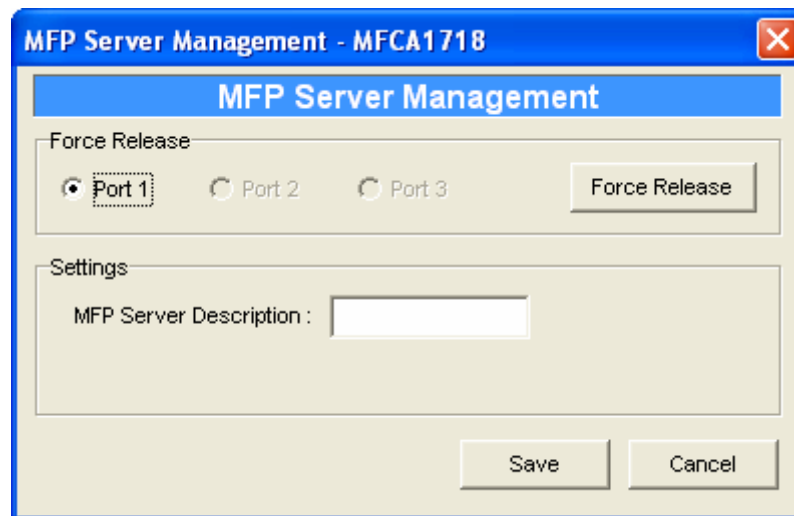 MFP Server Management - MFCA1718
MFP Server Management
Force Release
Port 1 Port 2 Port 3 Force Release
Settings
MFP Server Description :
Save Cancel